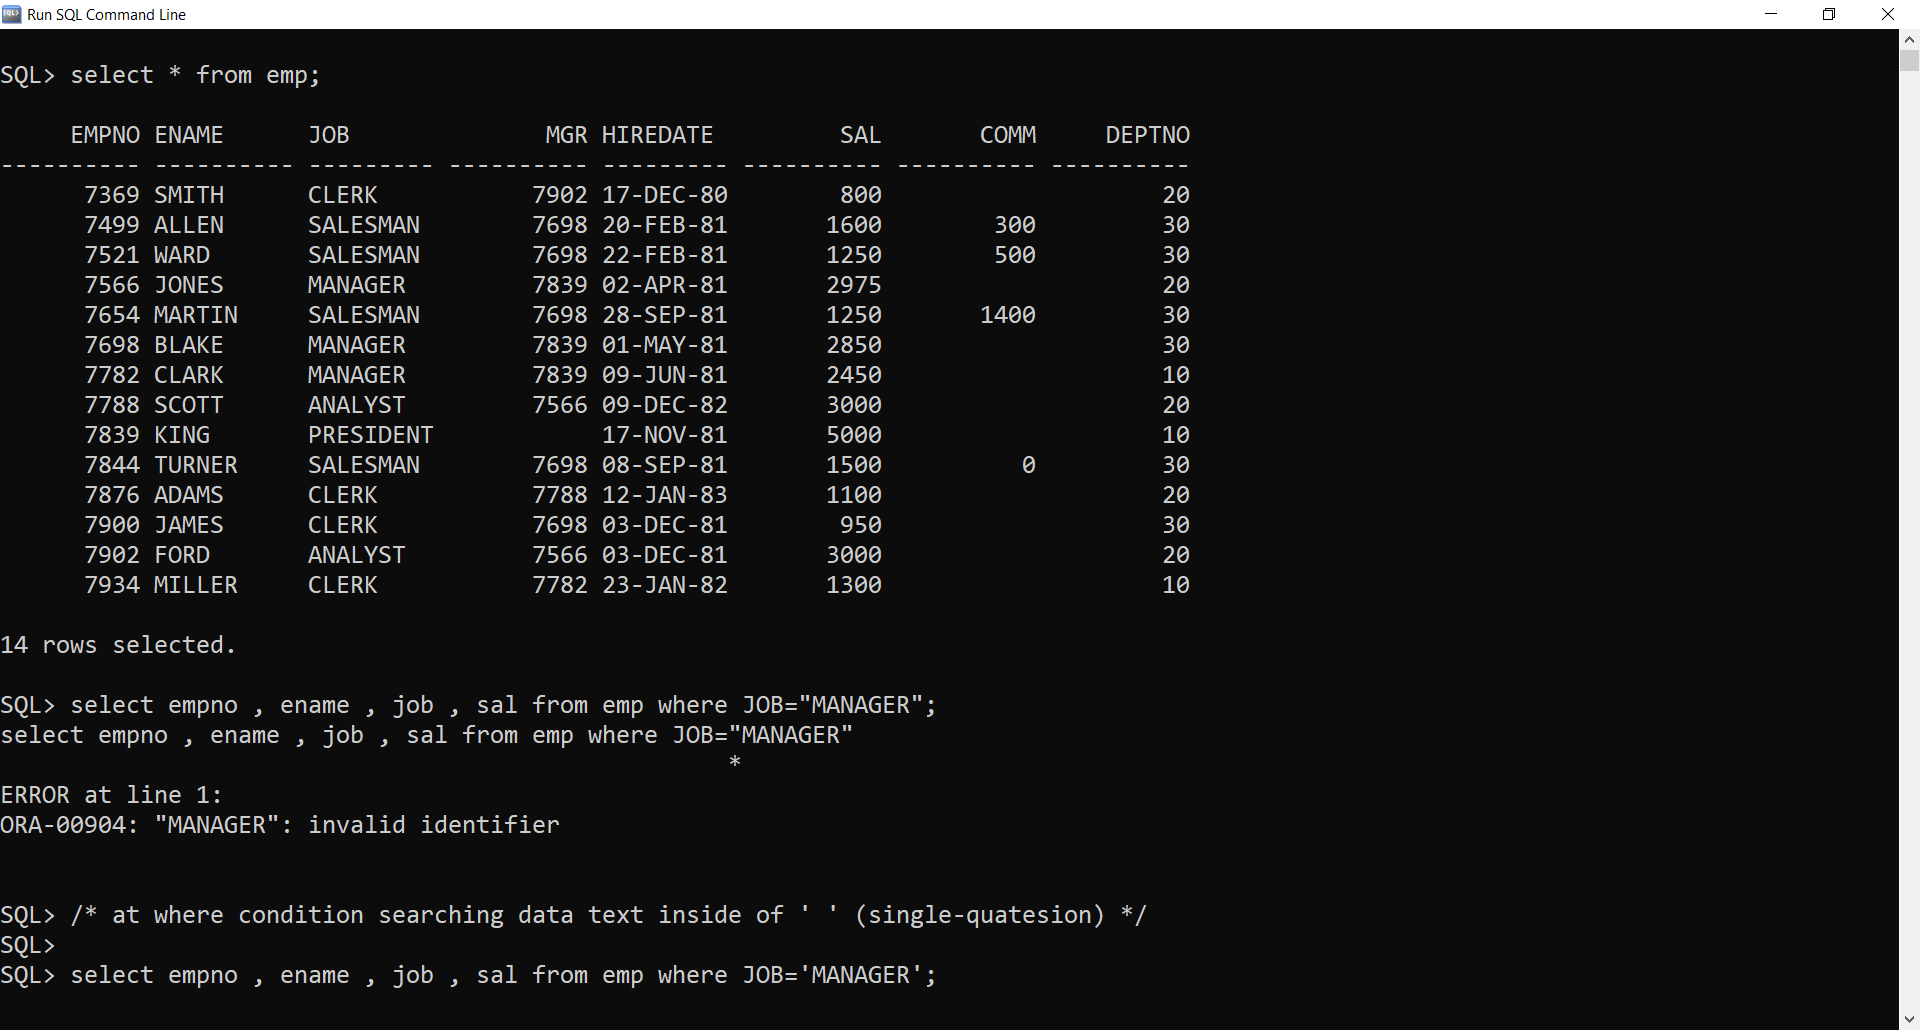 Run SQL Command Line
SQL> select * from emp;
     EMPNO ENAME      JOB              MGR HIREDATE         SAL       COMM     DEPTNO
---------- ---------- --------- ---------- --------- ---------- ---------- ----------
      7369 SMITH      CLERK           7902 17-DEC-80        800                    20
      7499 ALLEN      SALESMAN        7698 20-FEB-81       1600        300         30
      7521 WARD       SALESMAN        7698 22-FEB-81       1250        500         30
      7566 JONES      MANAGER         7839 02-APR-81       2975                    20
      7654 MARTIN     SALESMAN        7698 28-SEP-81       1250       1400         30
      7698 BLAKE      MANAGER         7839 01-MAY-81       2850                    30
      7782 CLARK      MANAGER         7839 09-JUN-81       2450                    10
      7788 SCOTT      ANALYST         7566 09-DEC-82       3000                    20
      7839 KING       PRESIDENT            17-NOV-81       5000                    10
      7844 TURNER     SALESMAN        7698 08-SEP-81       1500          0         30
      7876 ADAMS      CLERK           7788 12-JAN-83       1100                    20
      7900 JAMES      CLERK           7698 03-DEC-81        950                    30
      7902 FORD       ANALYST         7566 03-DEC-81       3000                    20
      7934 MILLER     CLERK           7782 23-JAN-82       1300                    10
14 rows selected.
SQL> select empno , ename , job , sal from emp where JOB="MANAGER";
select empno , ename , job , sal from emp where JOB="MANAGER"
                                                    *
ERROR at line 1:
ORA-00904: "MANAGER": invalid identifier
SQL> /* at where condition searching data text inside of ' ' (single-quatesion) */
SQL>
SQL> select empno , ename , job , sal from emp where JOB='MANAGER';